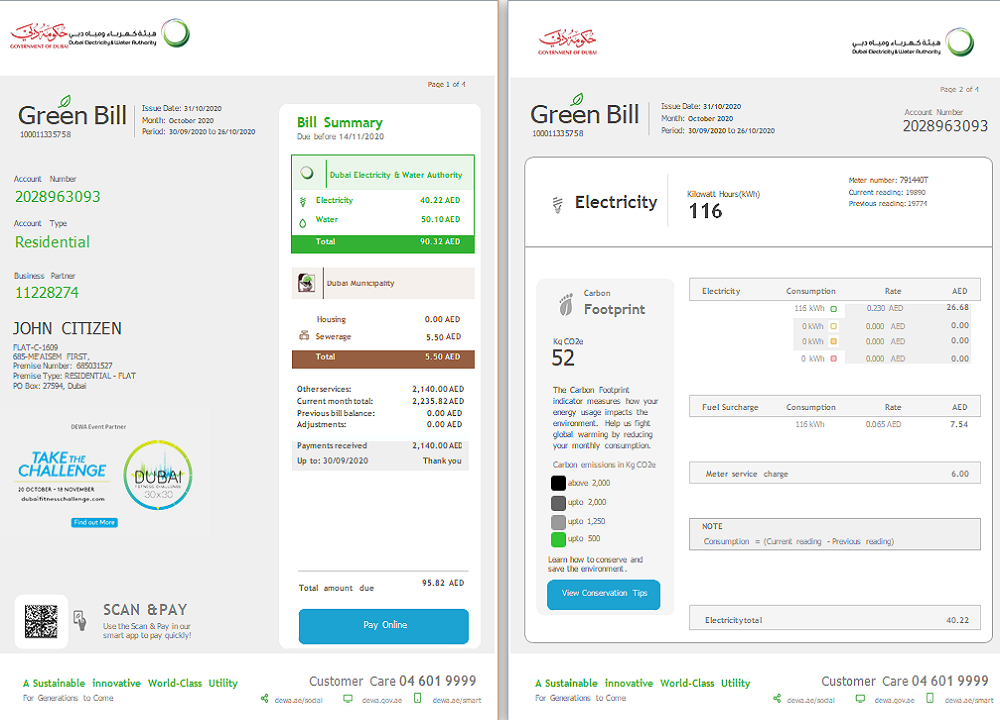 حكومة دبي
GOVERNMENT OF DUBAI
هيئة كهرباء ومياه دبي
Dubai Electricity & Water Authority
Page 1 of 4
Green Bill
100011335758
Issue Date: 31/10/2020
Month: October 2020
Period: 30/09/2020 to 26/10/2020
Account Number
2028963093
Account Type
Residential
Business Partner
11228274
JOHN CITIZEN
FLAT-C-1609
685-ME'AISEM FIRST,
Premise Number: 685031527
Premise Type: RESIDENTIAL - FLAT
PO Box: 27594, Dubai
DEWA Event Partner
TAKE THE CHALLENGE
20 OCTOBER - 18 NOVEMBER
dubaifitnesschallenge.com
DUBAI
FITNESS CHALLENGE
30x30
Find out More
SCAN & PAY
Use the Scan & Pay in our
smart app to pay quickly!
Bill Summary
Due before 14/11/2020
Dubai Electricity & Water Authority
Electricity 40.22 AED
Water 50.10 AED
Total 90.32 AED
Dubai Municipality
Housing 0.00 AED
Sewerage 5.50 AED
Total 5.50 AED
Other services: 2,140.00 AED
Current month total: 2,235.82 AED
Previous bill balance: 0.00 AED
Adjustments: 0.00 AED
Payments received 2,140.00 AED
Up to: 30/09/2020 Thank you
Total amount due 95.82 AED
Pay Online
A Sustainable innovative World-Class Utility
For Generations to Come
Customer Care 04 601 9999
dewa.ae/social dewa.gov.ae dewa.ae/smart
حكومة دبي
GOVERNMENT OF DUBAI
هيئة كهرباء ومياه دبي
Dubai Electricity & Water Authority
Page 2 of 4
Green Bill
100011335758
Issue Date: 31/10/2020
Month: October 2020
Period: 30/09/2020 to 26/10/2020
Account Number
2028963093
Electricity
Kilowatt Hours(kWh)
116
Meter number: 791440T
Current reading: 19890
Previous reading: 19774
Carbon
Footprint
Kg CO2e
52
The Carbon Footprint
indicator measures how your
energy usage impacts the
environment. Help us fight
global warming by reducing
your monthly consumption.
Carbon emissions in Kg CO2e
above 2,000
upto 2,000
upto 1,250
upto 500
Learn how to conserve and
save the environment.
View Conservation Tips
Electricity Consumption Rate AED
116 kWh 0.230 AED 26.68
0 kWh 0.000 AED 0.00
0 kWh 0.000 AED 0.00
0 kWh 0.000 AED 0.00
Fuel Surcharge Consumption Rate AED
116 kWh 0.065 AED 7.54
Meter service charge 6.00
NOTE
Consumption = (Current reading - Previous reading)
Electricity total 40.22
A Sustainable innovative World-Class Utility
For Generations to Come
Customer Care 04 601 9999
dewa.ae/social dewa.gov.ae dewa.ae/smart